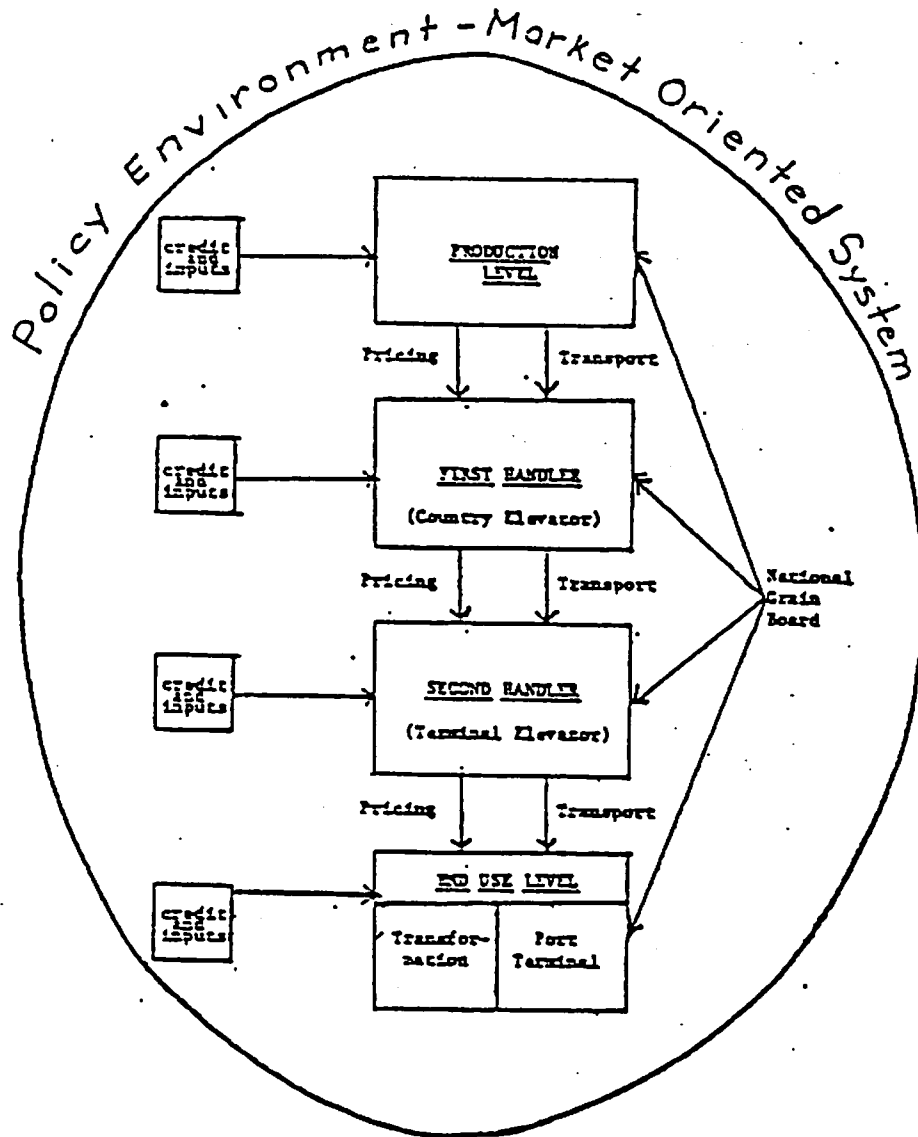 Policy Environment - Market Oriented System
credit
and
inputs
PRODUCTION
LEVEL
Pricing
Transport
credit
and
inputs
FIRST HANDLER
(Country Elevator)
Pricing
Transport
National
Grain
Board
credit
and
inputs
SECOND HANDLER
(Terminal Elevator)
Pricing
Transport
credit
and
inputs
END USE LEVEL
Transfor-
mation
Port
Terminal